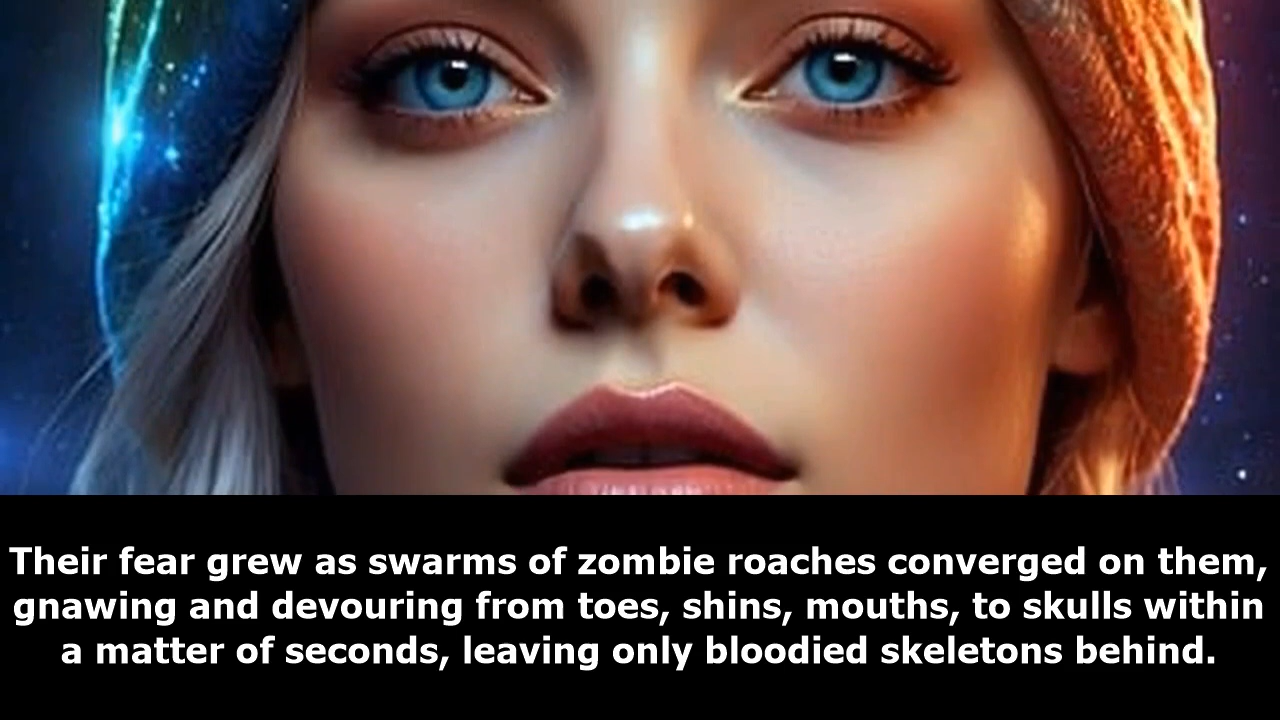 Their fear grew as swarms of zombie roaches converged on them,
gnawing and devouring from toes, shins, mouths, to skulls within
a matter of seconds, leaving only bloodied skeletons behind.